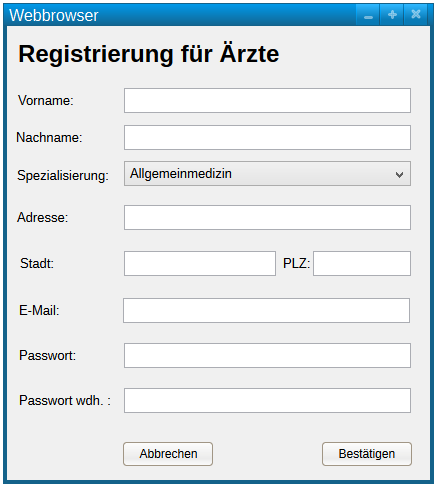 Webbrowser
Registrierung für Ärzte
Vorname:
Nachname:
Spezialisierung: Allgemeinmedizin
Adresse:
Stadt: PLZ:
E-Mail:
Passwort:
Passwort wdh. :
Abbrechen Bestätigen